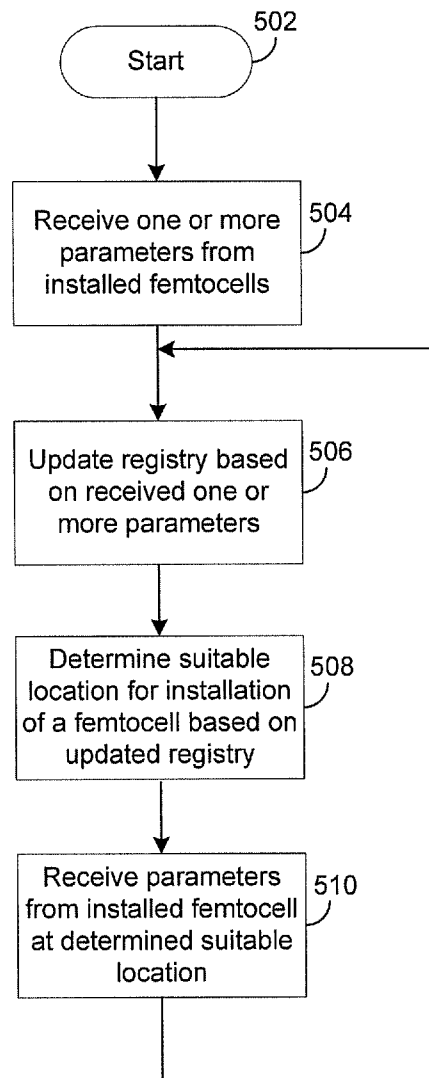 502
Start
504
Receive one or more
parameters from
installed femtocells
506
Update registry based
on received one or
more parameters
508
Determine suitable
location for installation
of a femtocell based on
updated registry
510
Receive parameters
from installed femtocell
at determined suitable
location